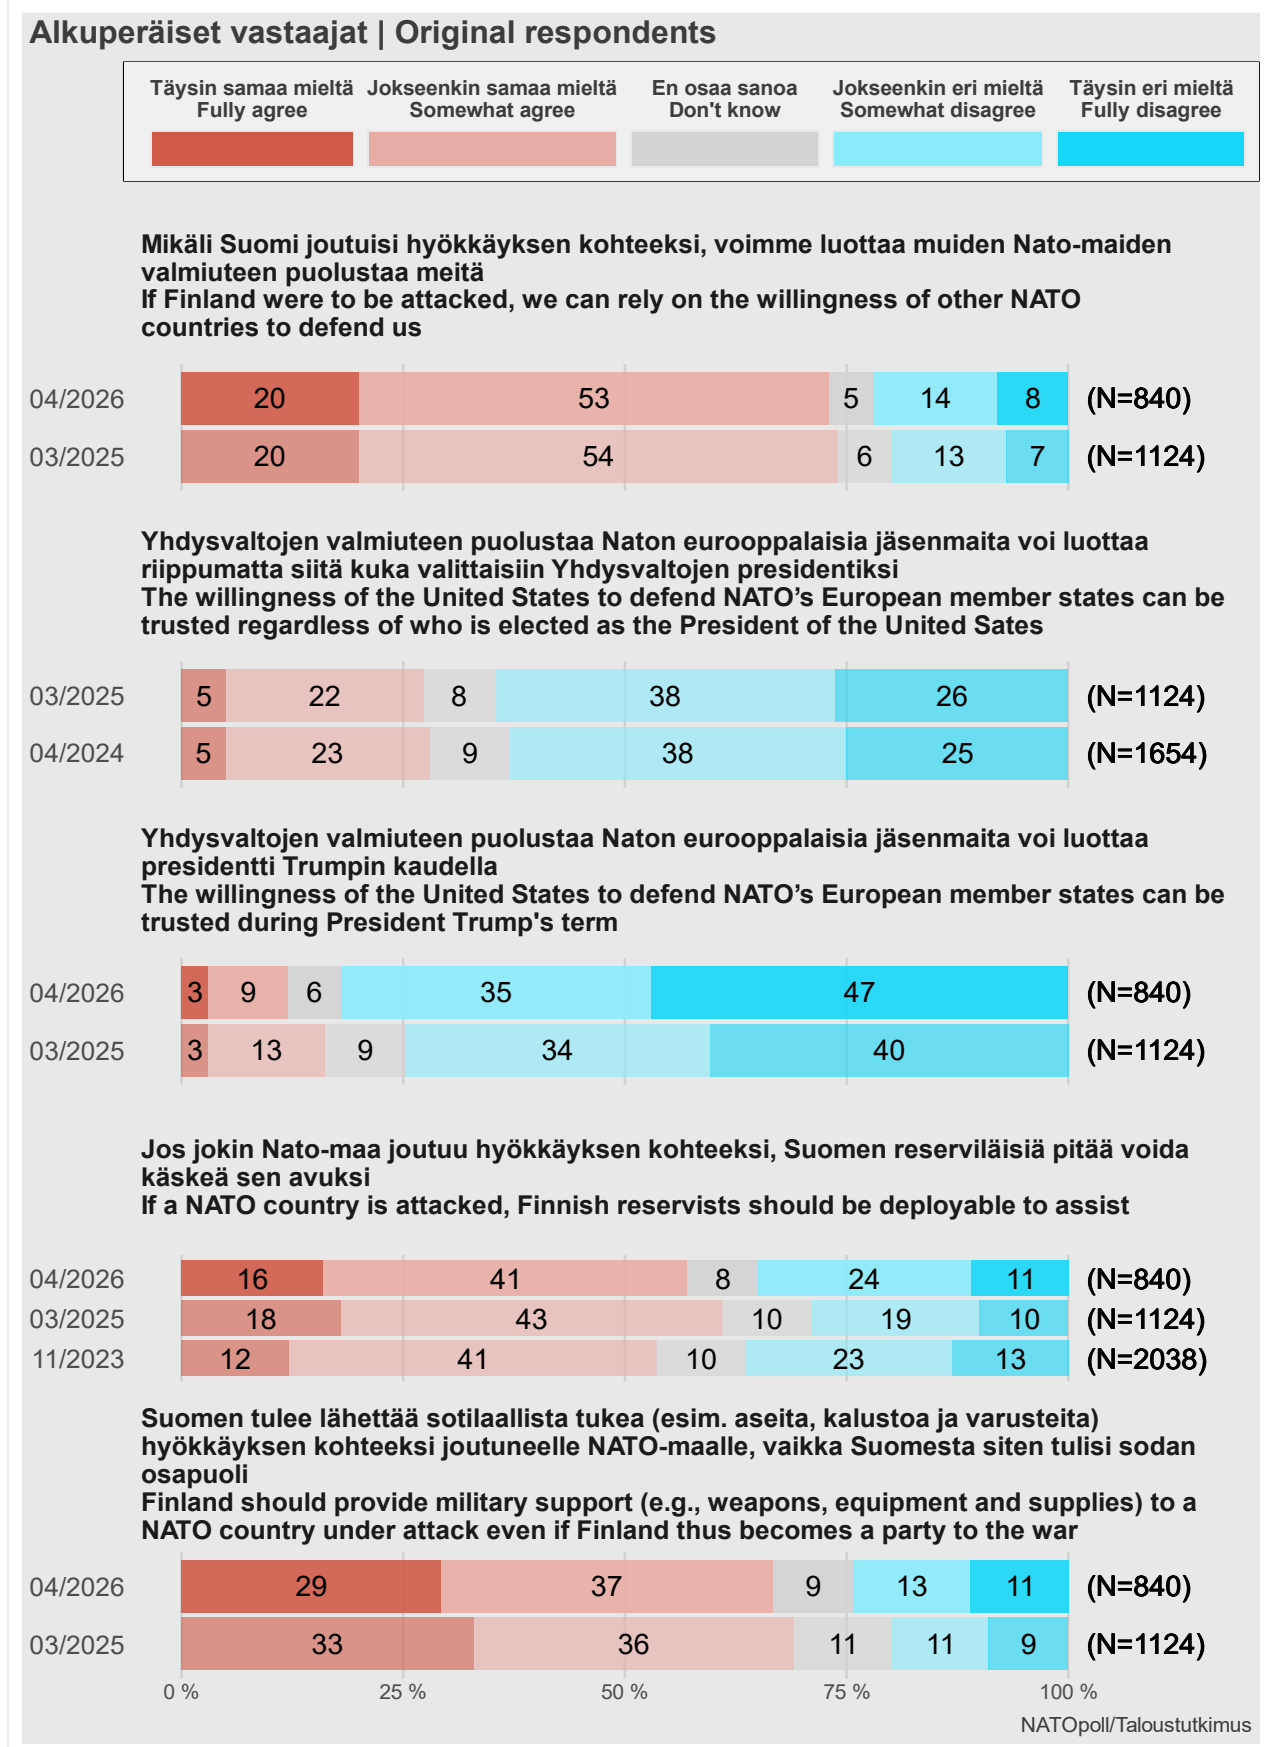 Alkuperäiset vastaajat | Original respondents
Täysin samaa mieltä Jokseenkin samaa mieltä En osaa sanoa Jokseenkin eri mieltä Täysin eri mieltä
Fully agree Somewhat agree Don't know Somewhat disagree Fully disagree
Mikäli Suomi joutuisi hyökkäyksen kohteeksi, voimme luottaa muiden Nato-maiden
valmiuteen puolustaa meitä
If Finland were to be attacked, we can rely on the willingness of other NATO
countries to defend us
04/2026 20 53 5 14 8 (N=840)
03/2025 20 54 6 13 7 (N=1124)
Yhdysvaltojen valmiuteen puolustaa Naton eurooppalaisia jäsenmaita voi luottaa
riippumatta siitä kuka valittaisiin Yhdysvaltojen presidentiksi
The willingness of the United States to defend NATO’s European member states can be
trusted regardless of who is elected as the President of the United Sates
03/2025 5 22 8 38 26 (N=1124)
04/2024 5 23 9 38 25 (N=1654)
Yhdysvaltojen valmiuteen puolustaa Naton eurooppalaisia jäsenmaita voi luottaa
presidentti Trumpin kaudella
The willingness of the United States to defend NATO’s European member states can be
trusted during President Trump's term
04/2026 3 9 6 35 47 (N=840)
03/2025 3 13 9 34 40 (N=1124)
Jos jokin Nato-maa joutuu hyökkäyksen kohteeksi, Suomen reserviläisiä pitää voida
käskeä sen avuksi
If a NATO country is attacked, Finnish reservists should be deployable to assist
04/2026 16 41 8 24 11 (N=840)
03/2025 18 43 10 19 10 (N=1124)
11/2023 12 41 10 23 13 (N=2038)
Suomen tulee lähettää sotilaallista tukea (esim. aseita, kalustoa ja varusteita)
hyökkäyksen kohteeksi joutuneelle NATO-maalle, vaikka Suomesta siten tulisi sodan
osapuoli
Finland should provide military support (e.g., weapons, equipment and supplies) to a
NATO country under attack even if Finland thus becomes a party to the war
04/2026 29 37 9 13 11 (N=840)
03/2025 33 36 11 11 9 (N=1124)
0 % 25 % 50 % 75 % 100 %
NATOpoll/Taloustutkimus